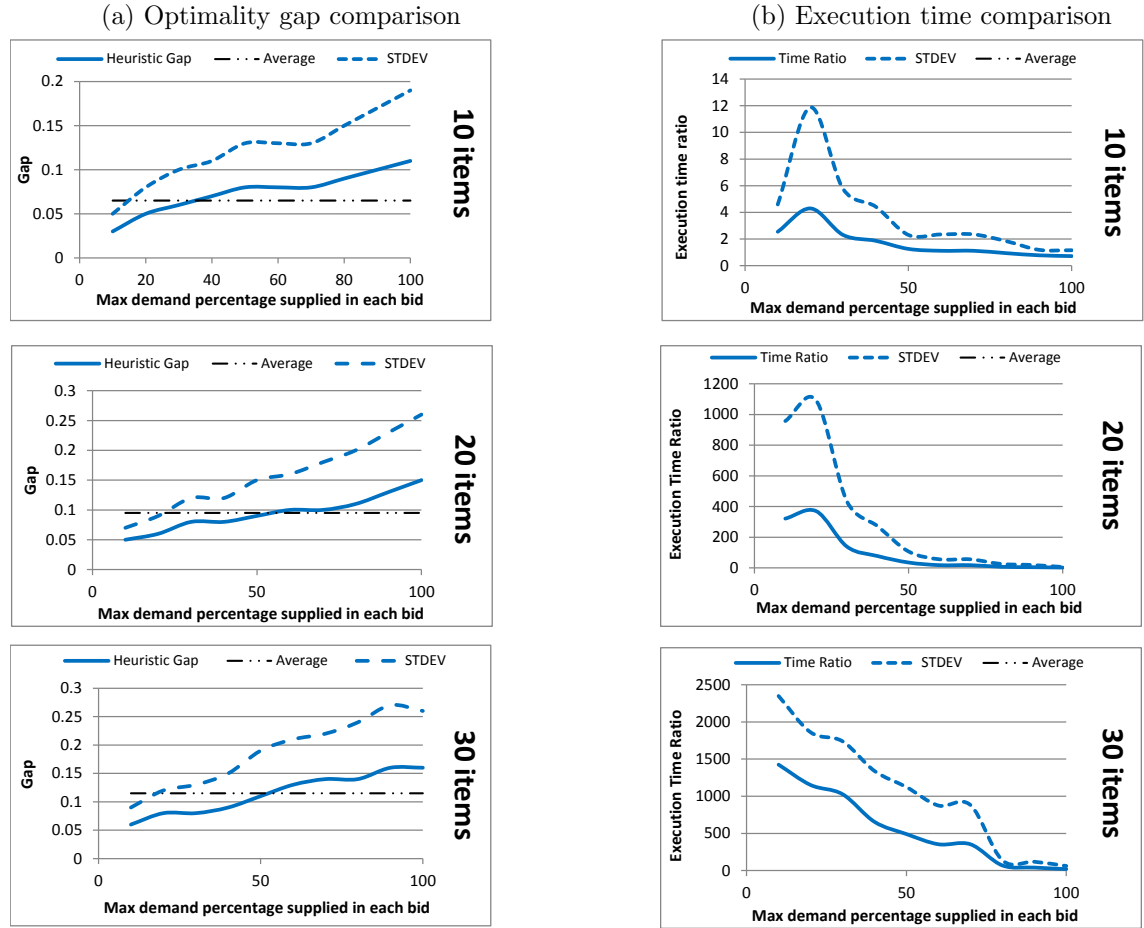 (a) Optimality gap comparison
Heuristic Gap Average STDEV
0.2
0.15
0.1
0.05
0
Gap
0 20 40 60 80 100
Max demand percentage supplied in each bid
10 items
Heuristic Gap Average STDEV
0.3
0.25
0.2
0.15
0.1
0.05
0
Gap
0 50 100
Max demand percentage supplied in each bid
20 items
Heuristic Gap Average STDEV
0.3
0.25
0.2
0.15
0.1
0.05
0
Gap
0 50 100
Max demand percentage supplied in each bid
30 items
(b) Execution time comparison
Time Ratio STDEV Average
14
12
10
8
6
4
2
0
Execution time ratio
0 50 100
Max demand percentage supplied in each bid
10 items
Time Ratio STDEV Average
1200
1000
800
600
400
200
0
Execution Time Ratio
0 50 100
Max demand percentage supplied in each bid
20 items
Time Ratio STDEV Average
2500
2000
1500
1000
500
0
Execution Time Ratio
0 50 100
Max demand percentage supplied in each bid
30 items